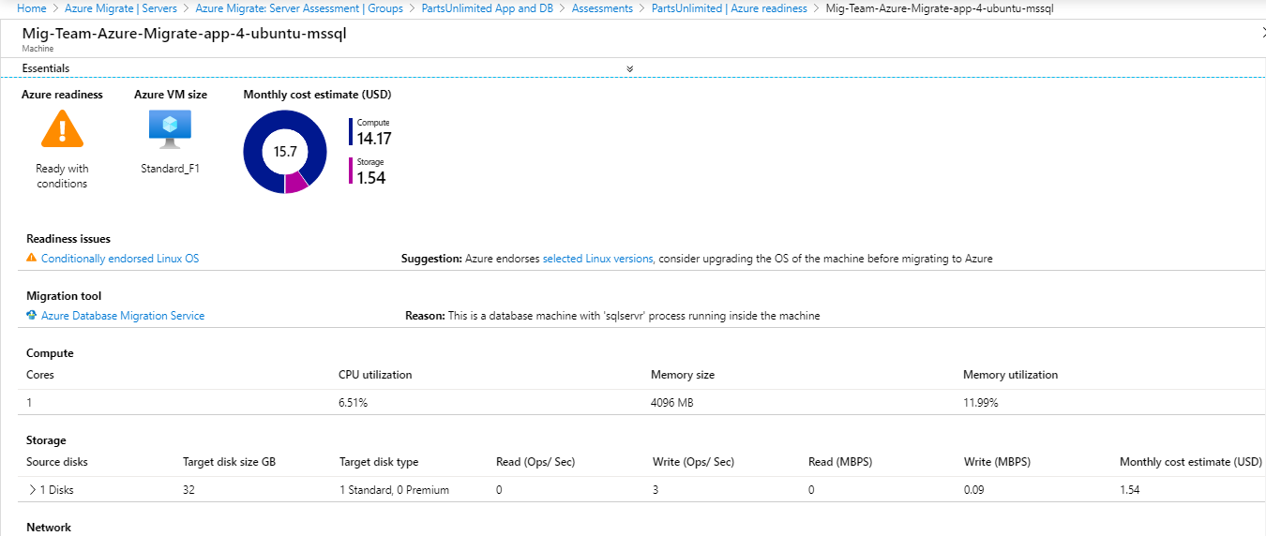 Home > Azure Migrate | Servers > Azure Migrate: Server Assessment | Groups > PartsUnlimited App and DB > Assessments > PartsUnlimited | Azure readiness > Mig-Team-Azure-Migrate-app-4-ubuntu-mssql
Mig-Team-Azure-Migrate-app-4-ubuntu-mssql
Machine
Essentials
Azure readiness Azure VM size Monthly cost estimate (USD)
Compute
14.17
15.7
Storage
1.54
Ready with conditions
Standard_F1
Readiness issues
Conditionally endorsed Linux OS Suggestion: Azure endorses selected Linux versions, consider upgrading the OS of the machine before migrating to Azure
Migration tool
Azure Database Migration Service Reason: This is a database machine with 'sqlservr' process running inside the machine
Compute
Cores CPU utilization Memory size Memory utilization
1 6.51% 4096 MB 11.99%
Storage
Source disks Target disk size GB Target disk type Read (Ops/ Sec) Write (Ops/ Sec) Read (MBPS) Write (MBPS) Monthly cost estimate (USD)
1 Disks 32 1 Standard, 0 Premium 0 3 0 0.09 1.54
Network